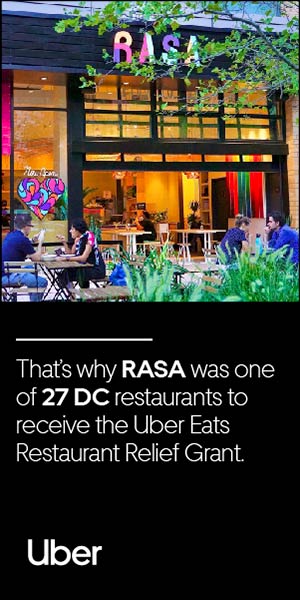 RASA
That's why RASA was one
of 27 DC restaurants to
receive the Uber Eats
Restaurant Relief Grant.
Uber